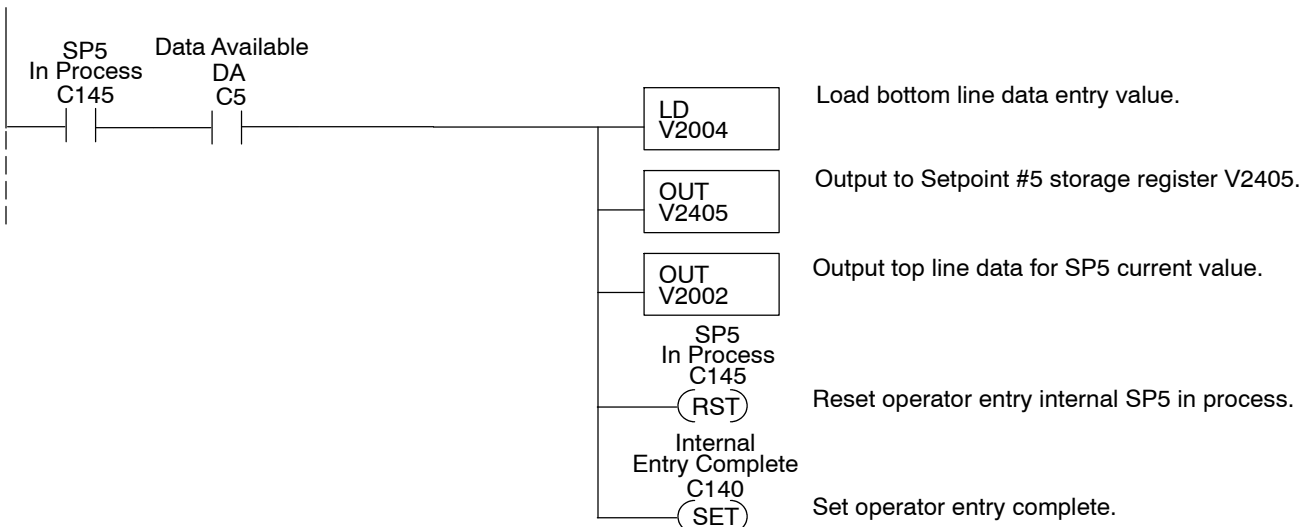 SP5
In Process
C145
Data Available
DA
C5
LD
V2004
Load bottom line data entry value.
OUT
V2405
Output to Setpoint #5 storage register V2405.
OUT
V2002
Output top line data for SP5 current value.
SP5
In Process
C145
RST
Reset operator entry internal SP5 in process.
Internal
Entry Complete
C140
SET
Set operator entry complete.